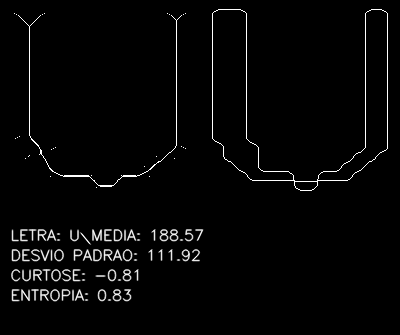 LETRA: U\MEDIA: 188.57
DESVIO PADRAO: 111.92
CURTOSE: -0.81
ENTROPIA: 0.83